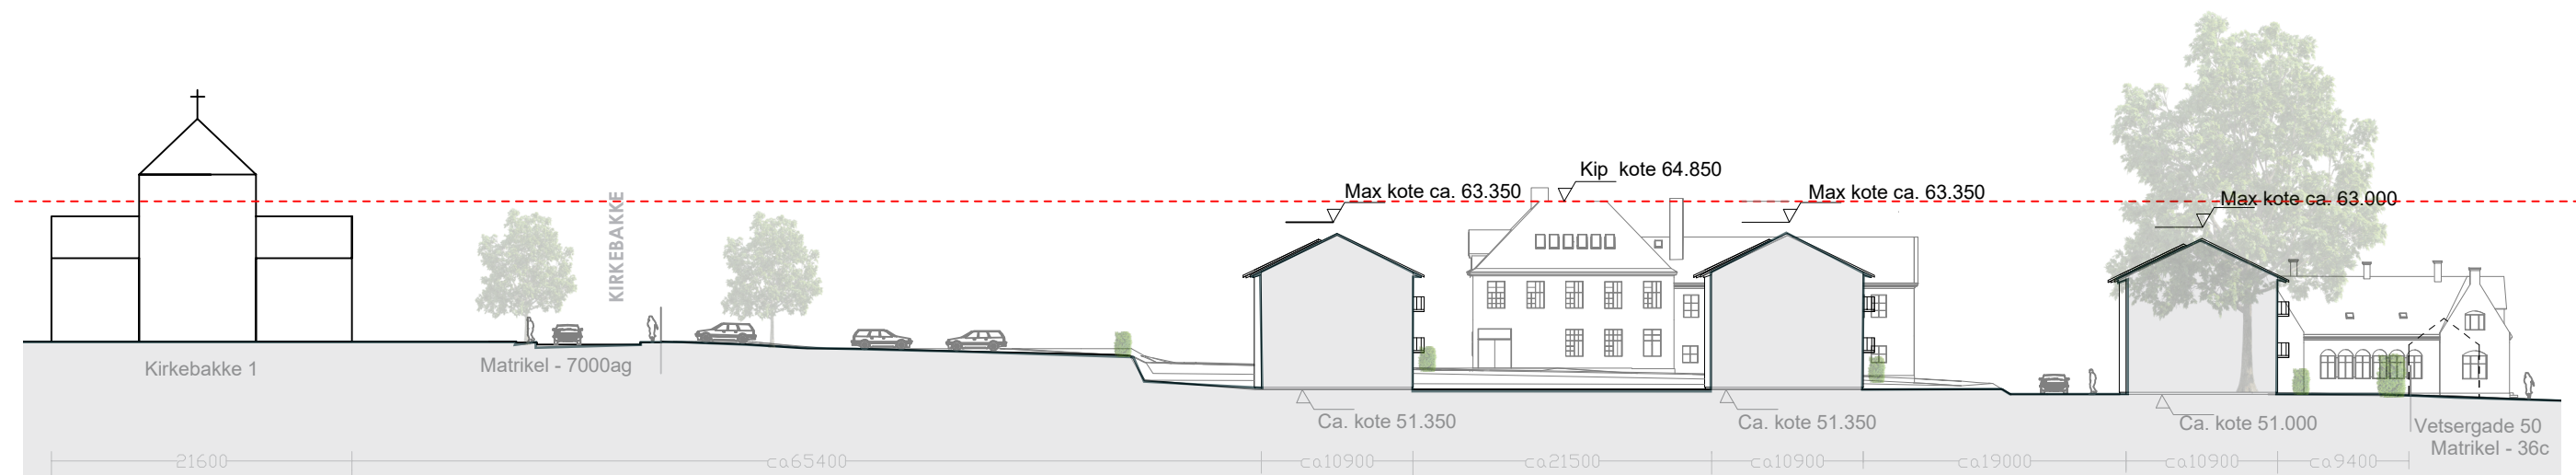 Kip kote 64.850
Max kote ca. 63.350
Max kote ca. 63.350
Max kote ca. 63.000
KIRKEBAKKE
Kirkebakke 1
Matrikel - 7000ag
Ca. kote 51.350
Ca. kote 51.350
Ca. kote 51.000
Vetsergade 50
Matrikel - 36c
21600
ca65400
ca10900
ca21500
ca10900
ca19000
ca10900
ca9400